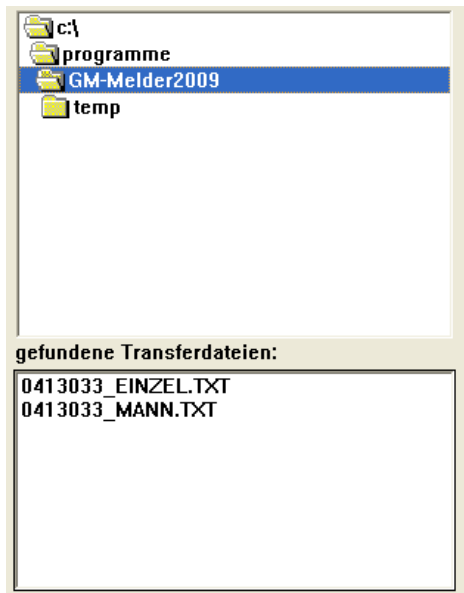 c:\
programme
GM-Melder2009
temp
gefundene Transferdateien:
0413033_EINZEL.TXT
0413033_MANN.TXT